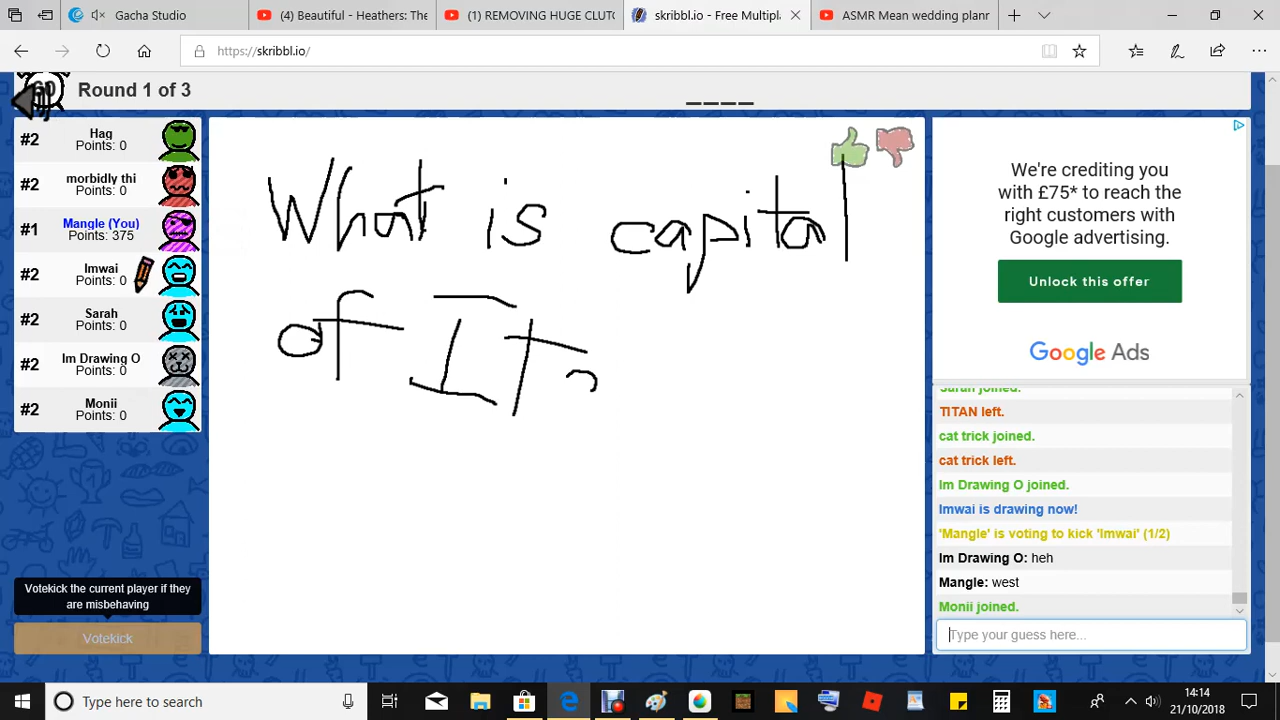 Gacha Studio
(4) Beautiful - Heathers: The
(1) REMOVING HUGE CLUT
skribbl.io - Free Multipla
ASMR Mean wedding planr
https://skribbl.io/
60
Round 1 of 3
_ _ _ _
#2 Hag
Points: 0
#2 morbidly thi
Points: 0
#1 Mangle (You)
Points: 375
#2 Imwai
Points: 0
#2 Sarah
Points: 0
#2 Im Drawing O
Points: 0
#2 Monii
Points: 0
Votekick the current player if they
are misbehaving
Votekick
What is capital
of It
We're crediting you
with £75* to reach the
right customers with
Google advertising.
Unlock this offer
Google Ads
Sarah joined.
TITAN left.
cat trick joined.
cat trick left.
Im Drawing O joined.
Imwai is drawing now!
'Mangle' is voting to kick 'Imwai' (1/2)
Im Drawing O: heh
Mangle: west
Monii joined.
Type your guess here...
Type here to search
4:14
21/10/2018